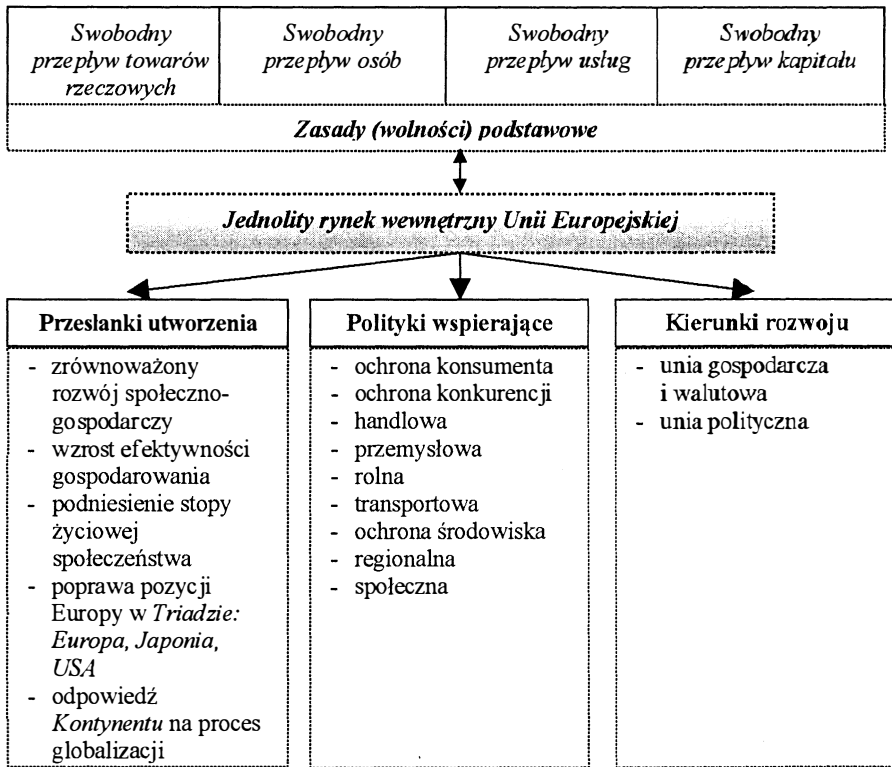 Swobodny
przepływ towarów
rzeczowych
Swobodny
przepływ osób
Swobodny
przepływ usług
Swobodny
przepływ kapitału
Zasady (wolności) podstawowe
Jednolity rynek wewnętrzny Unii Europejskiej
Przesłanki utworzenia
- zrównoważony
rozwój społeczno-
gospodarczy
- wzrost efektywności
gospodarowania
- podniesienie stopy
życiowej
społeczeństwa
- poprawa pozycji
Europy w Triadzie:
Europa, Japonia,
USA
- odpowiedź
Kontynentu na proces
globalizacji
Polityki wspierające
- ochrona konsumenta
- ochrona konkurencji
- handlowa
- przemysłowa
- rolna
- transportowa
- ochrona środowiska
- regionalna
- społeczna
Kierunki rozwoju
- unia gospodarcza
i walutowa
- unia polityczna